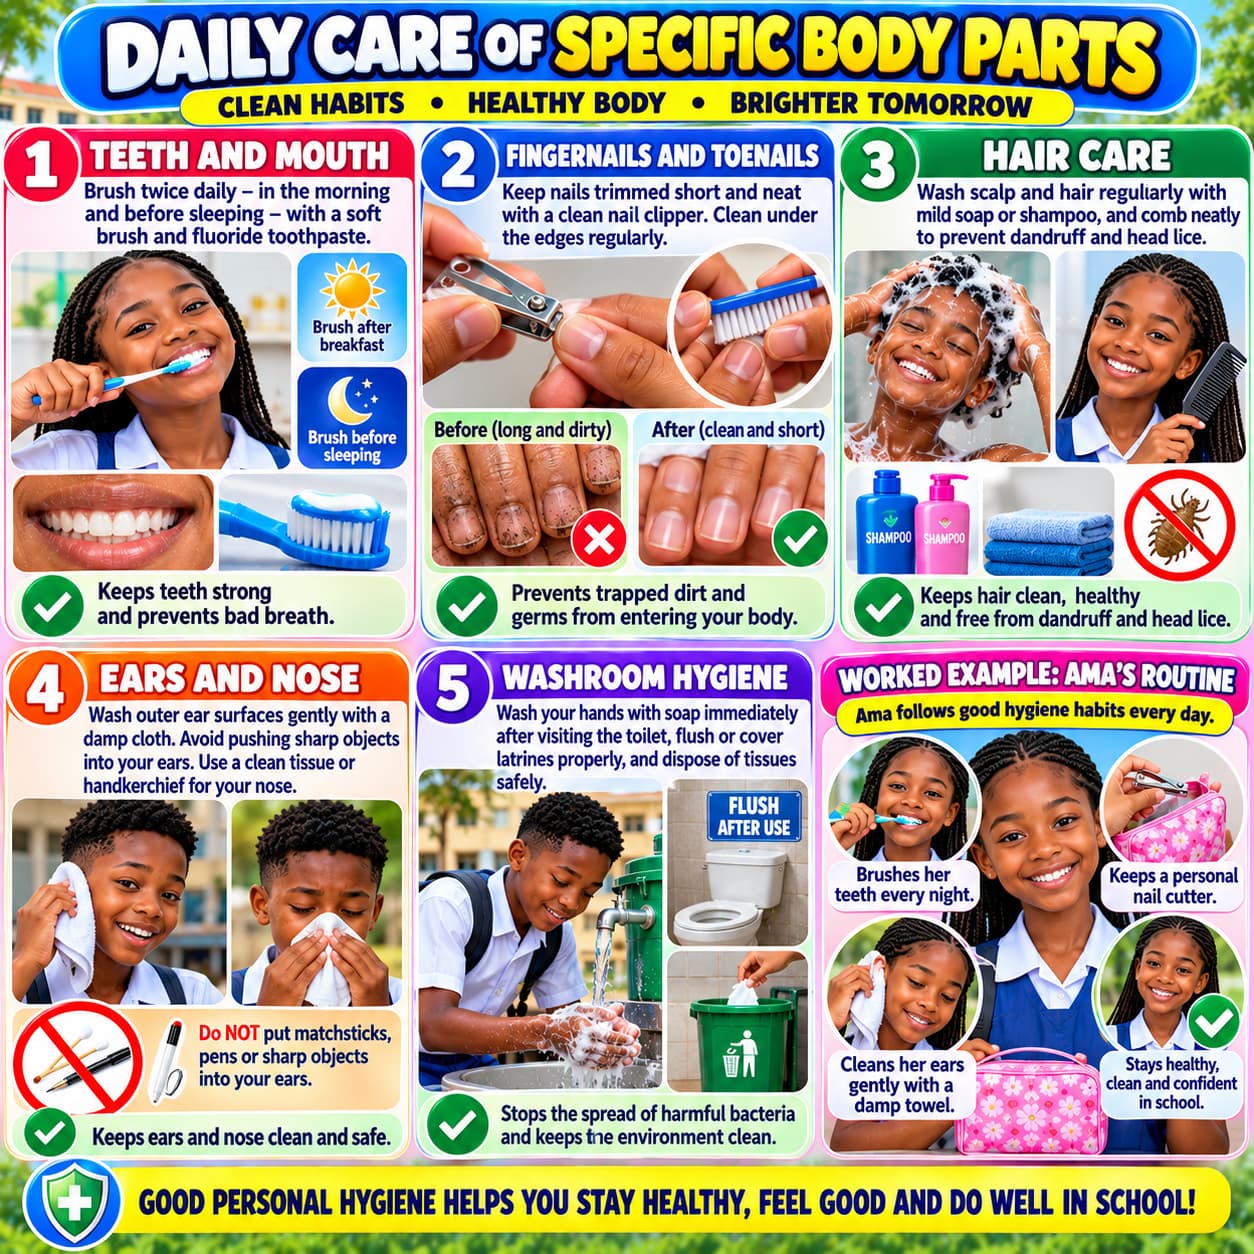 DAILY CARE OF SPECIFIC BODY PARTS
CLEAN HABITS • HEALTHY BODY • BRIGHTER TOMORROW
1 TEETH AND MOUTH
Brush twice daily – in the morning
and before sleeping – with a soft
brush and fluoride toothpaste.
Brush after
breakfast
Brush before
sleeping
Keeps teeth strong
and prevents bad breath.
2 FINGERNAILS AND TOENAILS
Keep nails trimmed short and neat
with a clean nail clipper. Clean under
the edges regularly.
Before (long and dirty)
After (clean and short)
Prevents trapped dirt and
germs from entering your body.
3 HAIR CARE
Wash scalp and hair regularly with
mild soap or shampoo, and comb neatly
to prevent dandruff and head lice.
SHAMPOO
SHAMPOO
Keeps hair clean, healthy
and free from dandruff and head lice.
4 EARS AND NOSE
Wash outer ear surfaces gently with a
damp cloth. Avoid pushing sharp objects
into your ears. Use a clean tissue or
handkerchief for your nose.
Do NOT put matchsticks,
pens or sharp objects
into your ears.
Keeps ears and nose clean and safe.
5 WASHROOM HYGIENE
Wash your hands with soap immediately
after visiting the toilet, flush or cover
latrines properly, and dispose of tissues
safely.
FLUSH
AFTER USE
Stops the spread of harmful bacteria
and keeps the environment clean.
WORKED EXAMPLE: AMA'S ROUTINE
Ama follows good hygiene habits every day.
Brushes her
teeth every night.
Keeps a personal
nail cutter.
Cleans her ears
gently with a
damp towel.
Stays healthy,
clean and confident
in school.
GOOD PERSONAL HYGIENE HELPS YOU STAY HEALTHY, FEEL GOOD AND DO WELL IN SCHOOL!